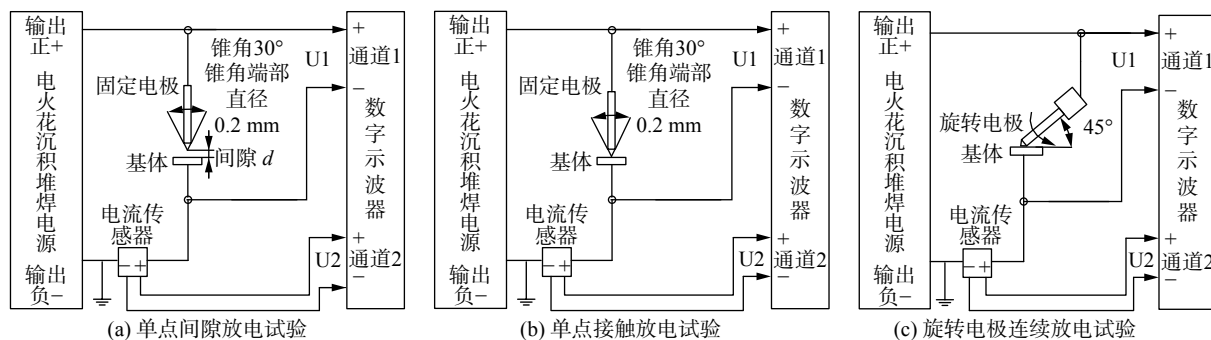 输出
正+
电火花沉积堆焊电源
输出
负−
固定电极
锥角30°
锥角端部
直径
0.2 mm
间隙 d
基体
电流传
感器
− +
U1
U2
+
通道1
−
数字示波器
+
通道2
−
(a) 单点间隙放电试验
输出
正+
电火花沉积堆焊电源
输出
负−
固定电极
锥角30°
锥角端部
直径
0.2 mm
基体
电流传
感器
− +
U1
U2
+
通道1
−
数字示波器
+
通道2
−
(b) 单点接触放电试验
输出
正+
电火花沉积堆焊电源
输出
负−
旋转电极
45°
基体
电流传
感器
− +
U1
U2
+
通道1
−
数字示波器
+
通道2
−
(c) 旋转电极连续放电试验